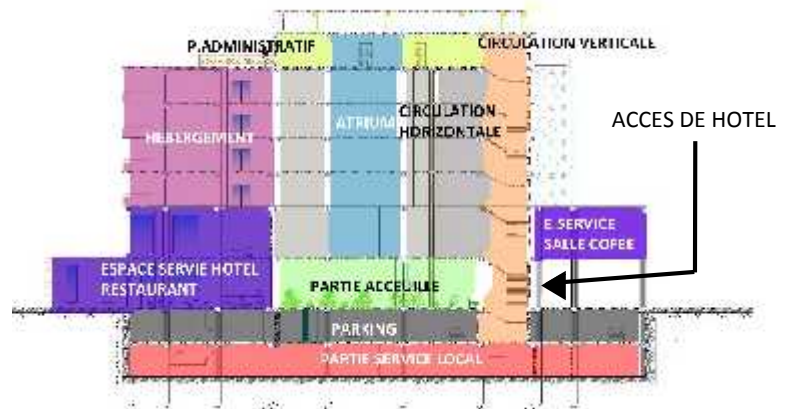 P.ADMINISTRATIF
CIRCULATION VERTICALE
ATRIUM
CIRCULATION
HORIZONTALE
ACCES DE HOTEL
HEBERGEMENT
E SERVICE
SALLE COFEE
ESPACE SERVIE HOTEL
RESTAURANT
PARTIE ACCEUILLE
PARKING
PARTIE SERVICE LOCAL